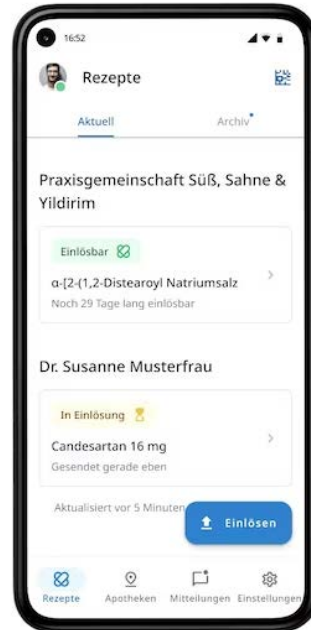 16:52
Rezepte
Aktuell
Archiv
Praxisgemeinschaft Süß, Sahne &
Yildirim
Einlösbar
α-[2-(1,2-Distearoyl Natriumsalz
Noch 29 Tage lang einlösbar
Dr. Susanne Musterfrau
In Einlösung
Candesartan 16 mg
Gesendet gerade eben
Aktualisiert vor 5 Minuten
Einlösen
Rezepte
Apotheken
Mitteilungen
Einstellungen